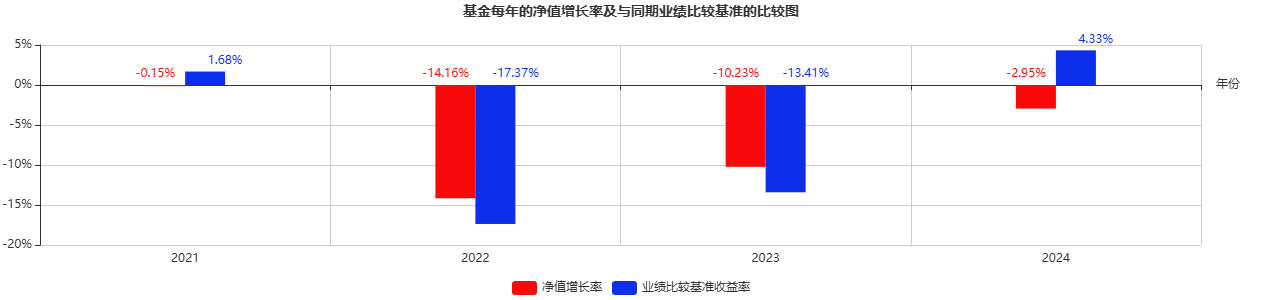 基金每年的净值增长率及与同期业绩比较基准的比较图
5%
0%
-5%
-10%
-15%
-20%
-0.15% 1.68%
-14.16% -17.37%
-10.23% -13.41%
-2.95% 4.33%
年份
2021 2022 2023 2024
净值增长率 业绩比较基准收益率